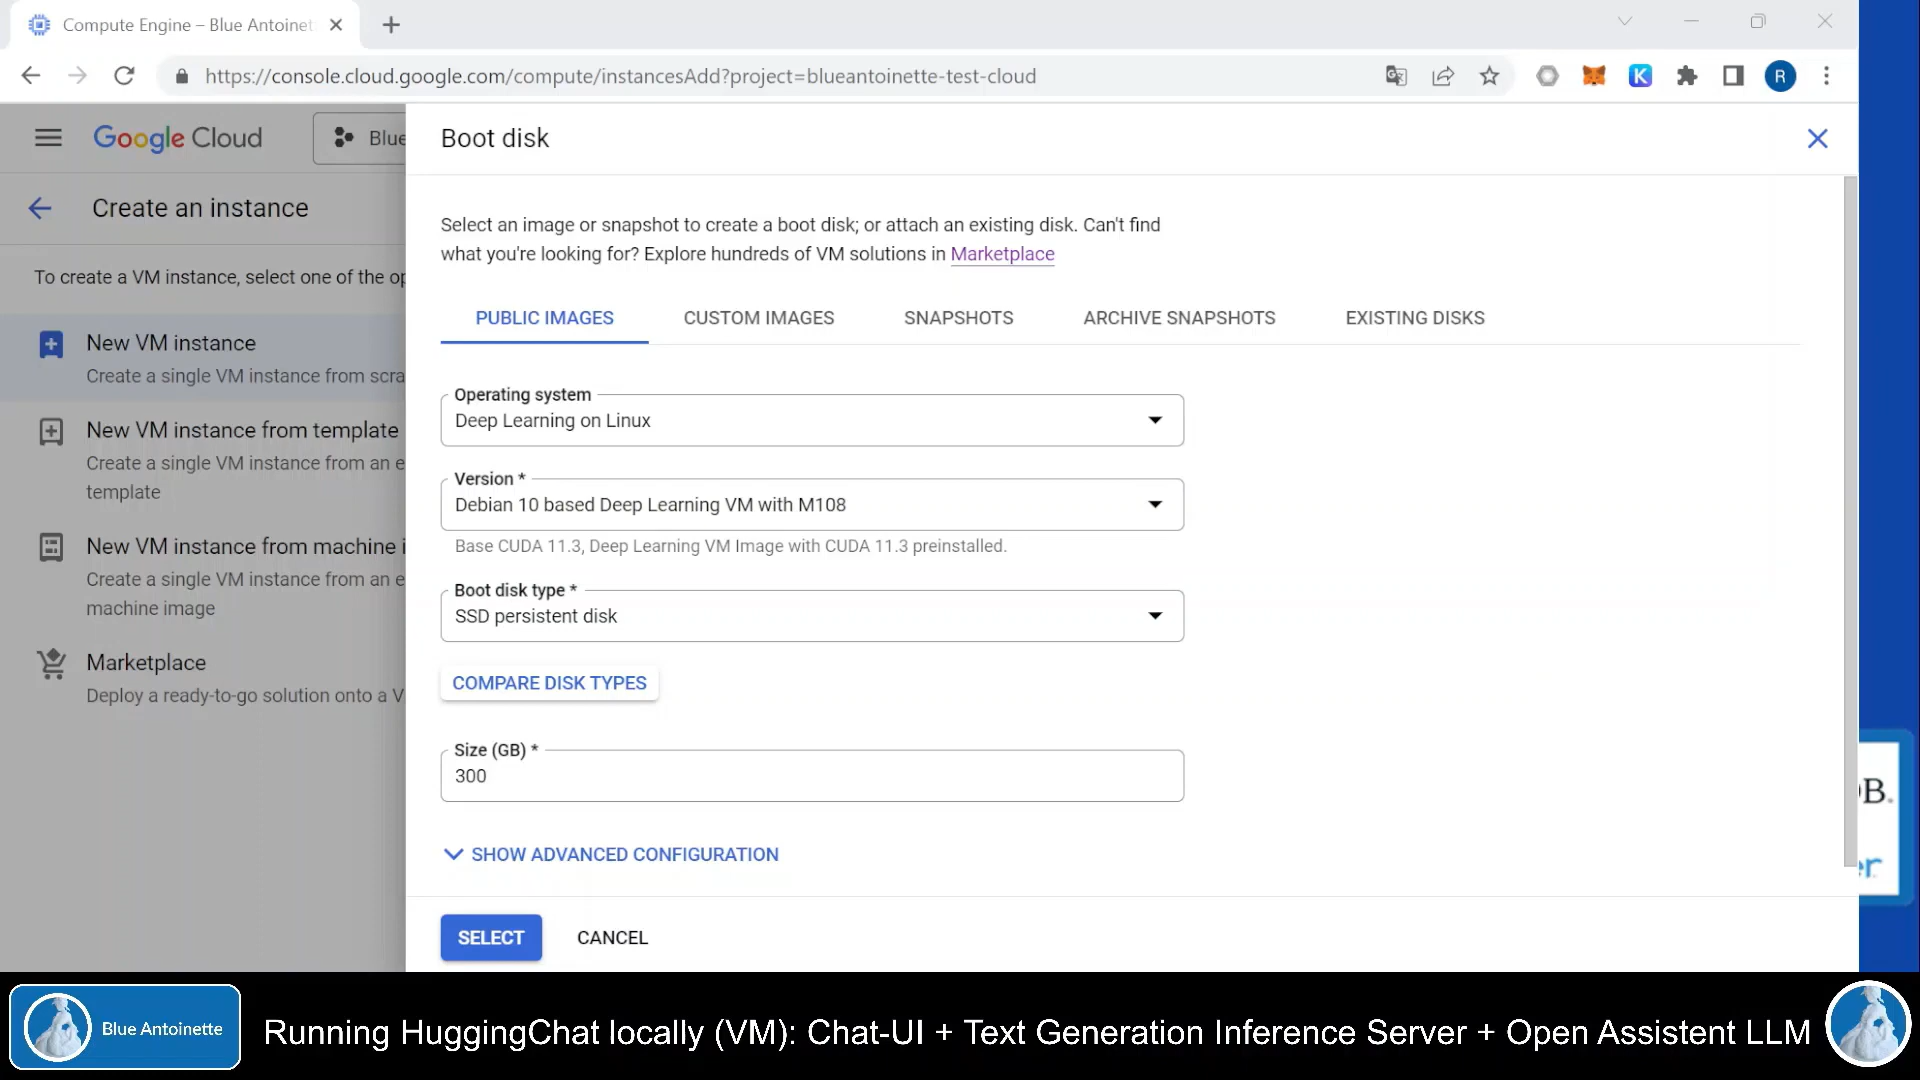 Compute Engine – Blue Antoinet
https://console.cloud.google.com/compute/instancesAdd?project=blueantoinette-test-cloud
K
R
Google Cloud
Blue
Boot disk
Create an instance
To create a VM instance, select one of the op
New VM instance
Create a single VM instance from scra
New VM instance from template
Create a single VM instance from an e
template
New VM instance from machine i
Create a single VM instance from an e
machine image
Marketplace
Deploy a ready-to-go solution onto a V
Select an image or snapshot to create a boot disk; or attach an existing disk. Can't find
what you're looking for? Explore hundreds of VM solutions in Marketplace
PUBLIC IMAGES
CUSTOM IMAGES
SNAPSHOTS
ARCHIVE SNAPSHOTS
EXISTING DISKS
Operating system
Deep Learning on Linux
Version *
Debian 10 based Deep Learning VM with M108
Base CUDA 11.3, Deep Learning VM Image with CUDA 11.3 preinstalled.
Boot disk type *
SSD persistent disk
COMPARE DISK TYPES
Size (GB) *
300
SHOW ADVANCED CONFIGURATION
SELECT
CANCEL
B.
er
Blue Antoinette
Running HuggingChat locally (VM): Chat-UI + Text Generation Inference Server + Open Assistent LLM